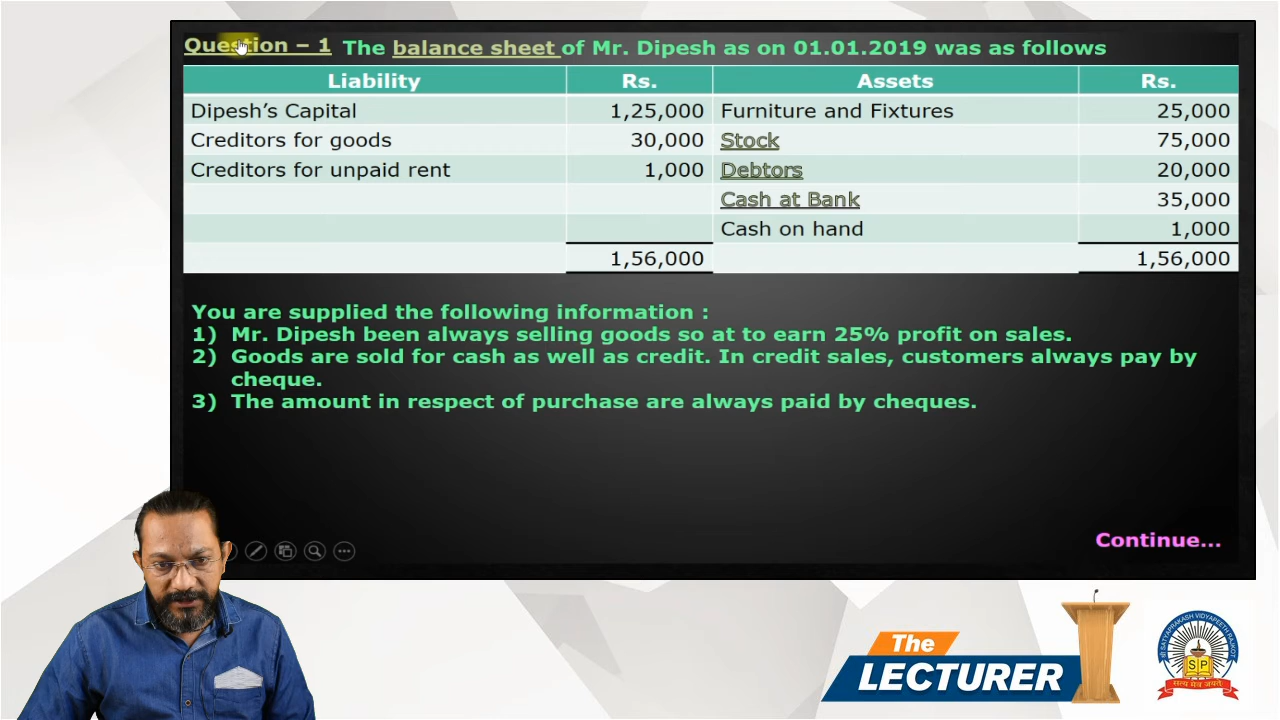 Question – 1 The balance sheet of Mr. Dipesh as on 01.01.2019 was as follows
Liability Rs. Assets Rs.
Dipesh's Capital 1,25,000 Furniture and Fixtures 25,000
Creditors for goods 30,000 Stock 75,000
Creditors for unpaid rent 1,000 Debtors 20,000
Cash at Bank 35,000
Cash on hand 1,000
1,56,000 1,56,000
You are supplied the following information :
1) Mr. Dipesh been always selling goods so at to earn 25% profit on sales.
2) Goods are sold for cash as well as credit. In credit sales, customers always pay by
cheque.
3) The amount in respect of purchase are always paid by cheques.
Continue...
The
LECTURER
SP